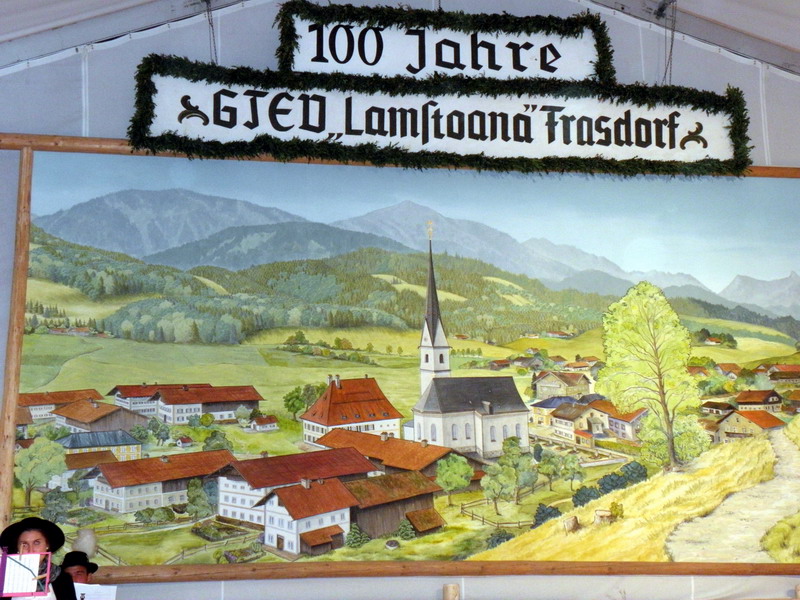 100 Jahre
GTEV „Lamſtoana" Frasdorf